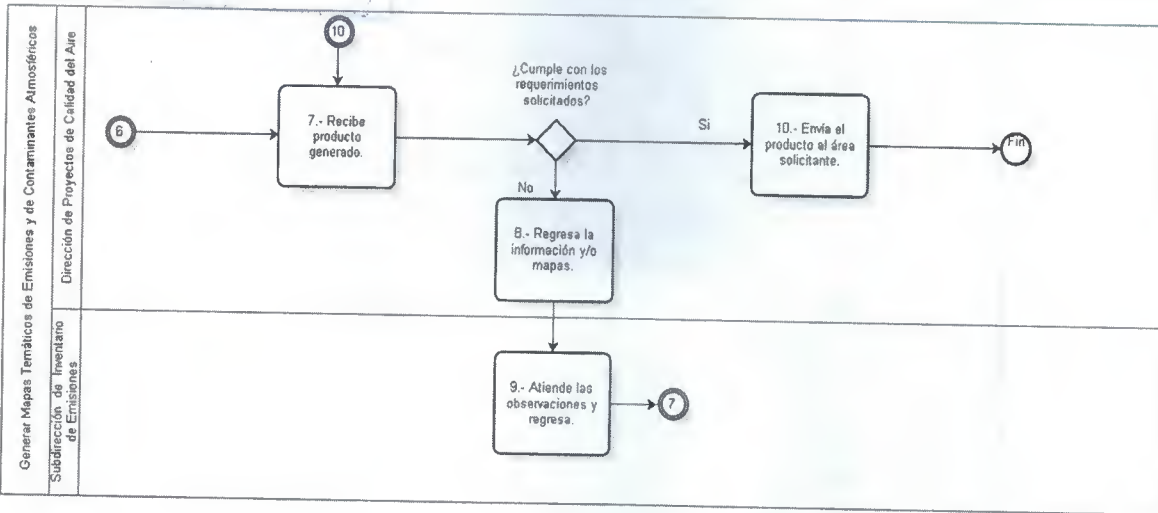 Generar Mapas Temáticos de Emisiones y de Contaminantes Atmosféricos
Dirección de Proyectos de Calidad del Aire
10
6
7.- Recibe
producto
generado.
¿Cumple con los
requerimientos
solicitados?
Si
10.- Envía el
producto al área
solicitante.
Fin
No
8.- Regresa la
información y/o
mapas.
Subdirección de Inventario
de Emisiones
9.- Atiende las
observaciones y
regresa.
7